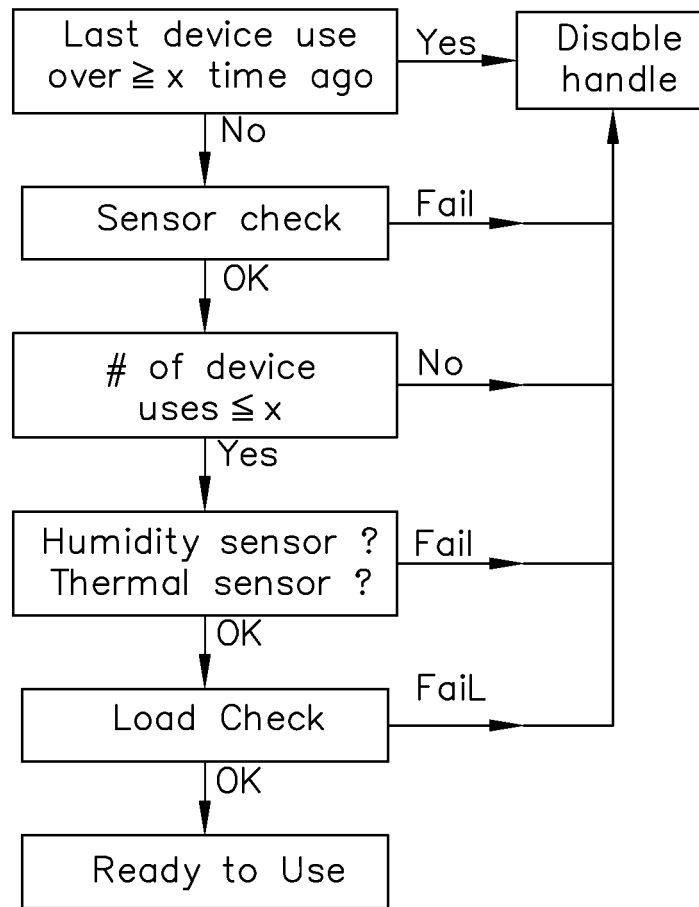 Last device use
over ≧ x time ago
Yes
Disable
handle
No
Sensor check
Fail
OK
# of device
uses ≦ x
No
Yes
Humidity sensor ?
Thermal sensor ?
Fail
OK
Load Check
FaiL
OK
Ready to Use